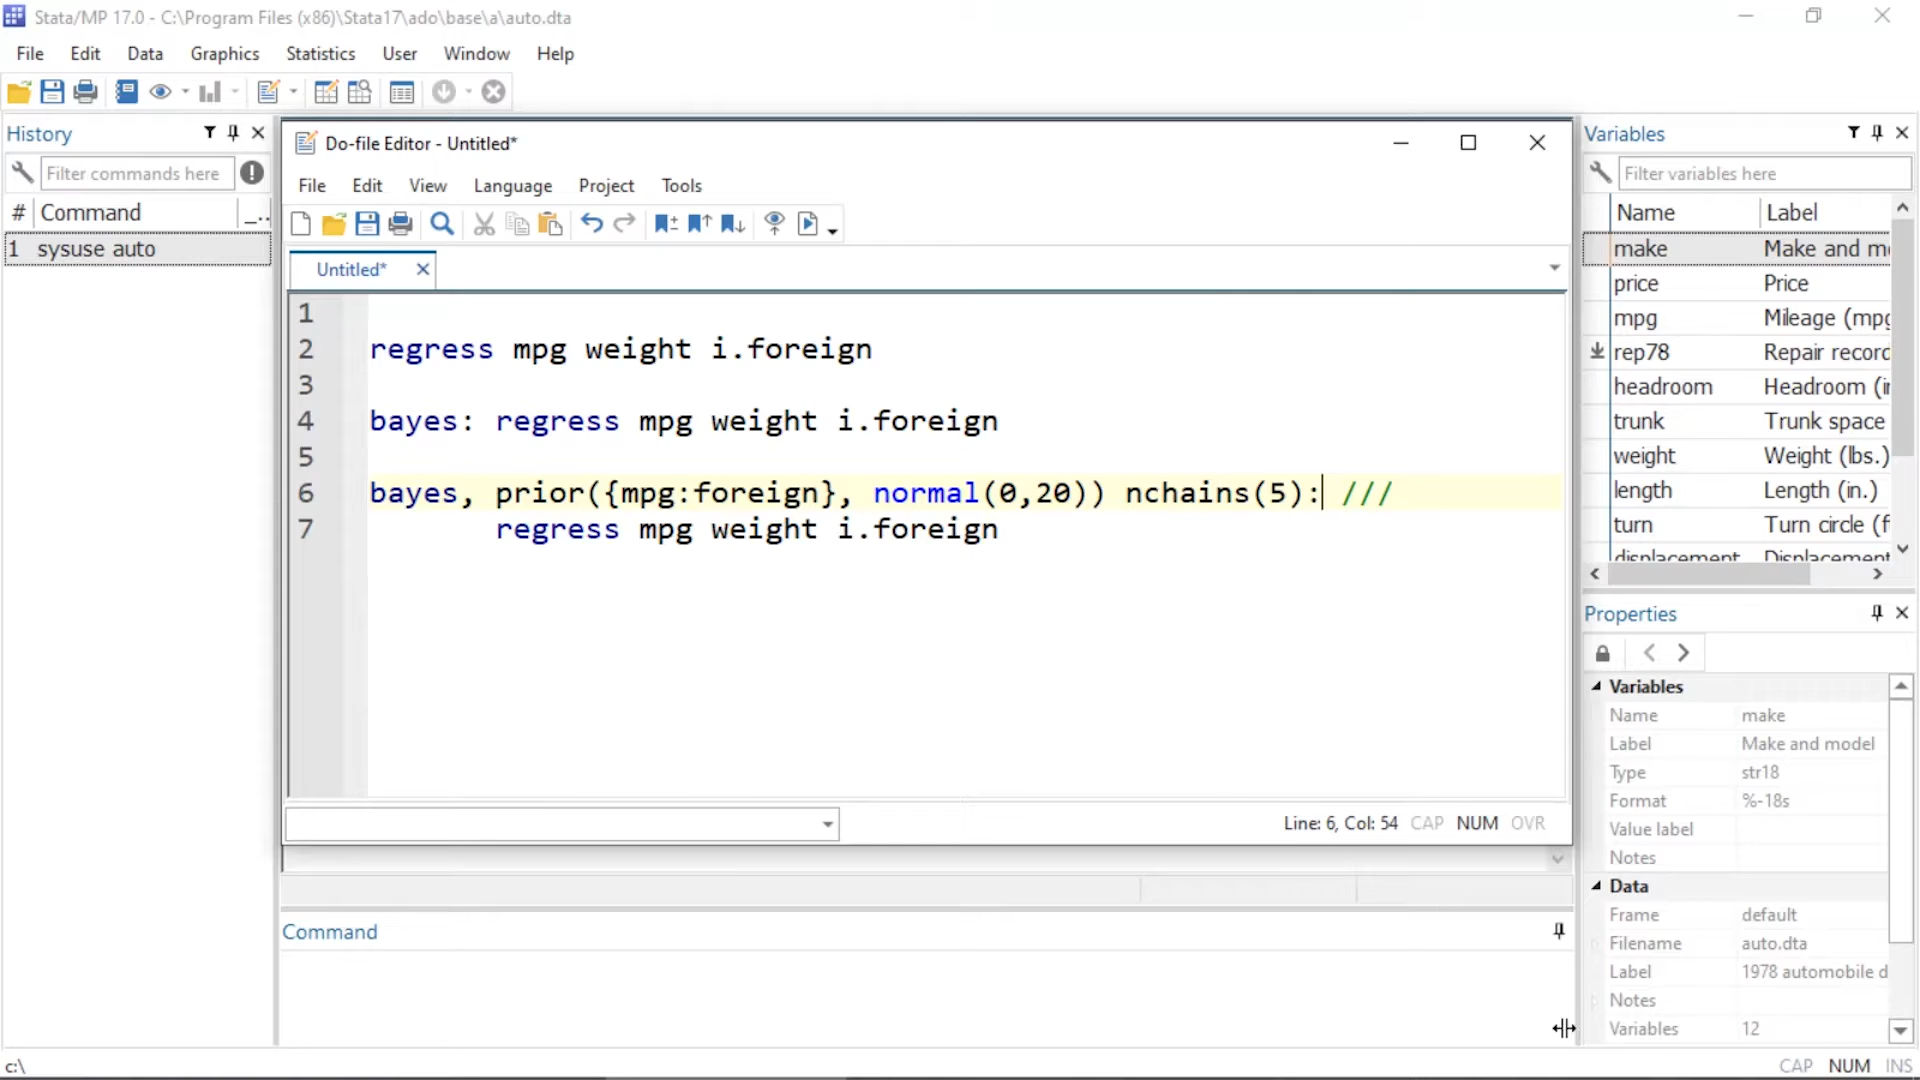 Stata/MP 17.0 - C:\Program Files (x86)\Stata17\ado\base\a\auto.dta
File Edit Data Graphics Statistics User Window Help
History
Filter commands here
# Command _..
1 sysuse auto
Do-file Editor - Untitled*
File Edit View Language Project Tools
Untitled*
1
2 regress mpg weight i.foreign
3
4 bayes: regress mpg weight i.foreign
5
6 bayes, prior({mpg:foreign}, normal(0,20)) nchains(5): ///
7 regress mpg weight i.foreign
Line: 6, Col: 54 CAP NUM OVR
Command
Variables
Filter variables here
Name Label
make Make and m
price Price
mpg Mileage (mpg
rep78 Repair record
headroom Headroom (i
trunk Trunk space
weight Weight (lbs.)
length Length (in.)
turn Turn circle (f
displacement Displacement
Properties
Variables
Name make
Label Make and model
Type str18
Format %-18s
Value label
Notes
Data
Frame default
Filename auto.dta
Label 1978 automobile d
Notes
Variables 12
c:\
CAP NUM INS